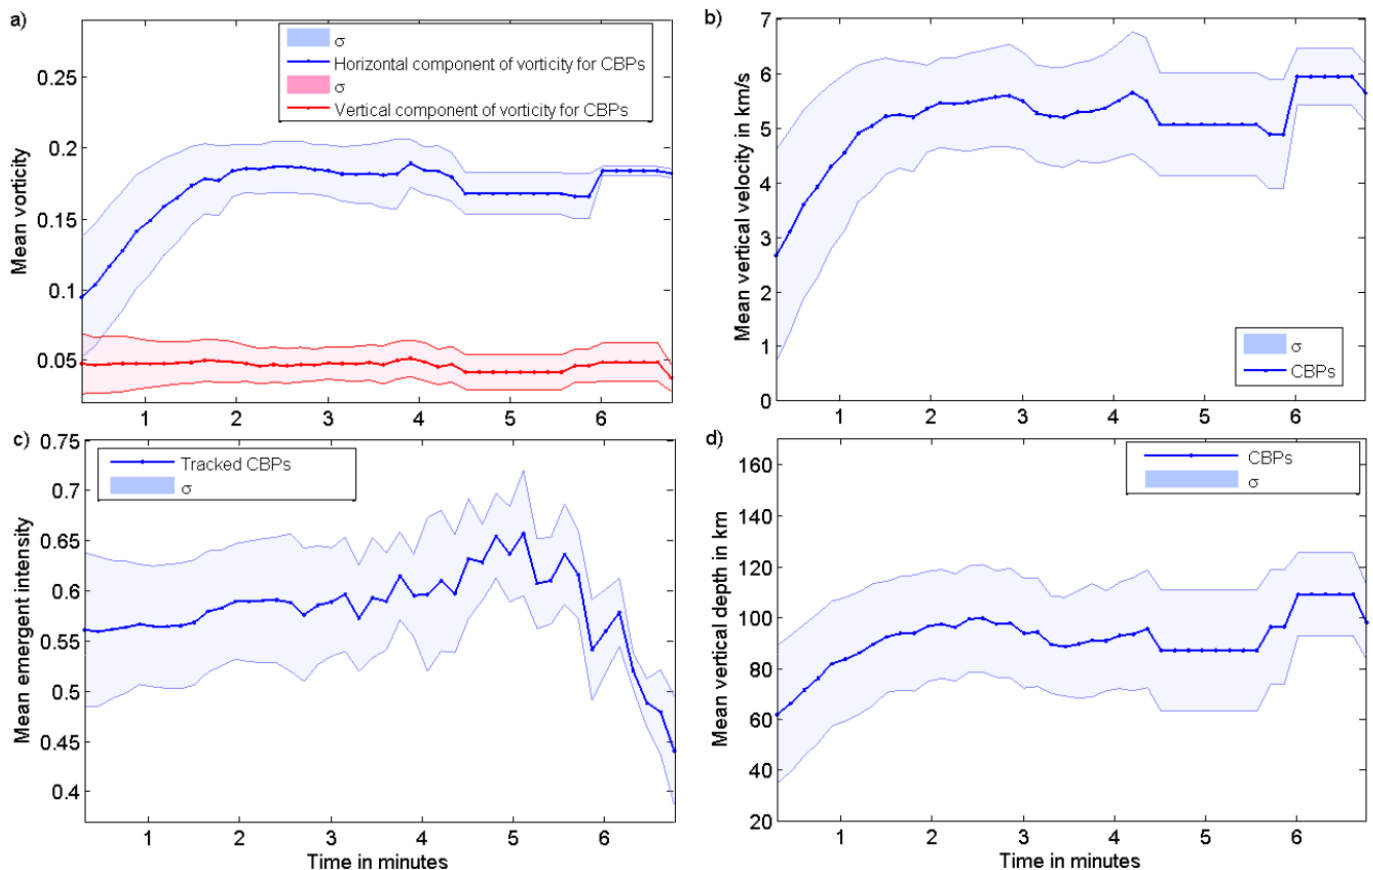 a)
σ
Horizontal component of vorticity for CBPs
σ
Vertical component of vorticity for CBPs
0.25
0.2
0.15
0.1
0.05
Mean vorticity
1 2 3 4 5 6
b)
7
6
5
4
3
2
1
0
Mean vertical velocity in km/s
σ
CBPs
1 2 3 4 5 6
c)
0.75
0.7
0.65
0.6
0.55
0.5
0.45
0.4
Mean emergent intensity
Tracked CBPs
σ
1 2 3 4 5 6
Time in minutes
d)
160
140
120
100
80
60
40
20
Mean vertical depth in km
CBPs
σ
1 2 3 4 5 6
Time in minutes